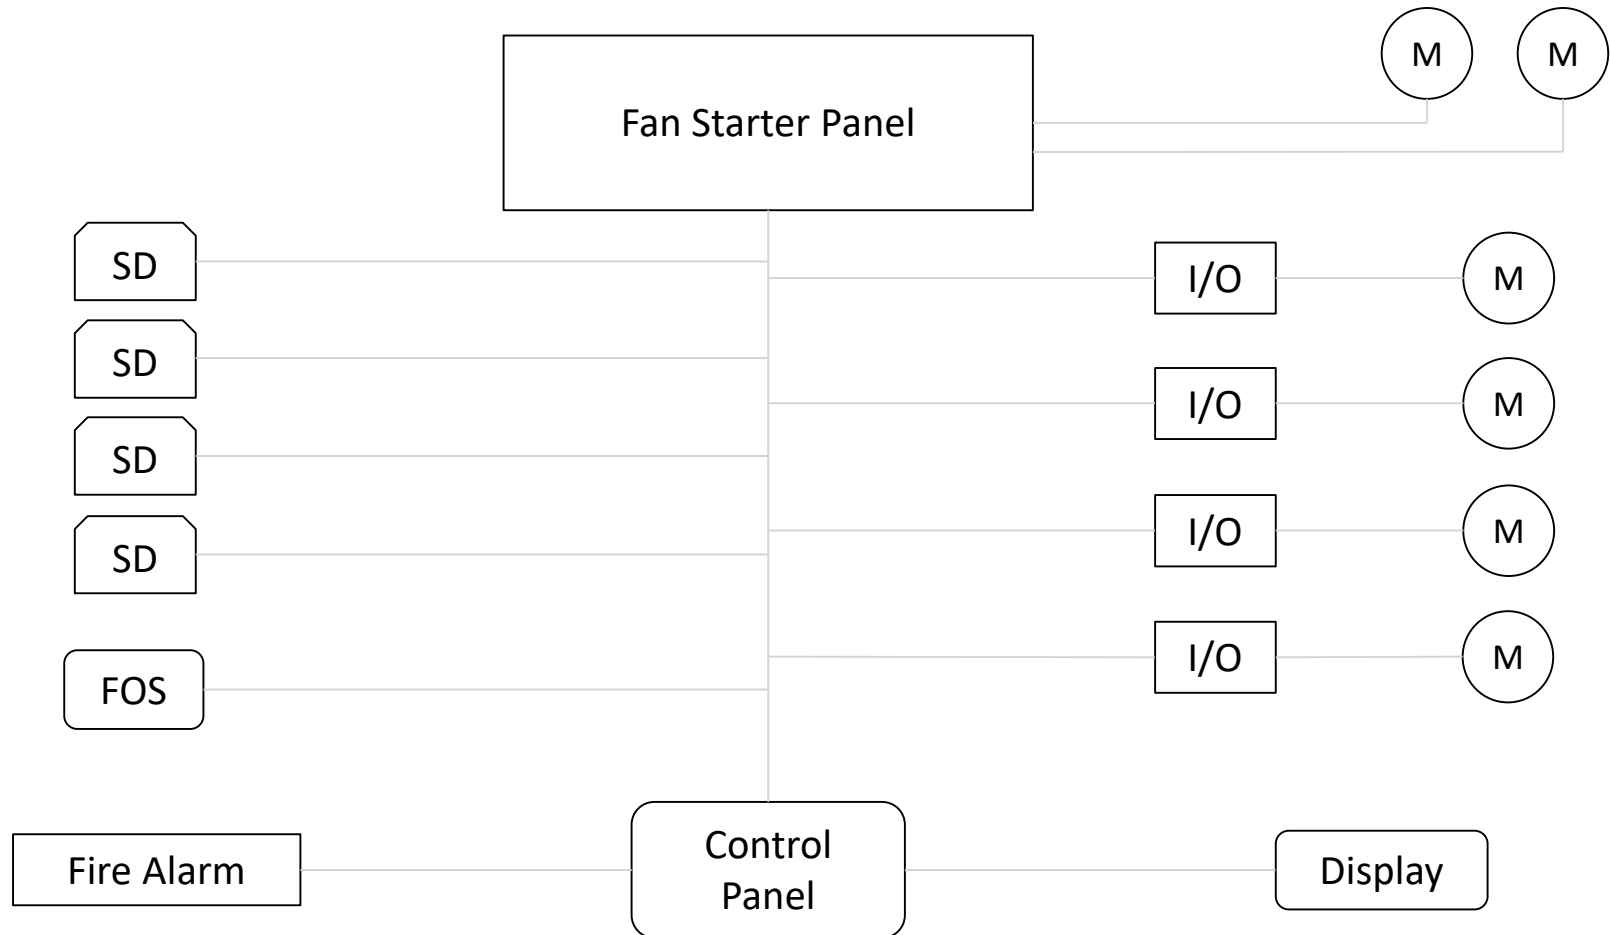 M
M
Fan Starter Panel
SD
I/O
M
SD
I/O
M
SD
I/O
M
SD
I/O
M
FOS
Fire Alarm
Control
Panel
Display